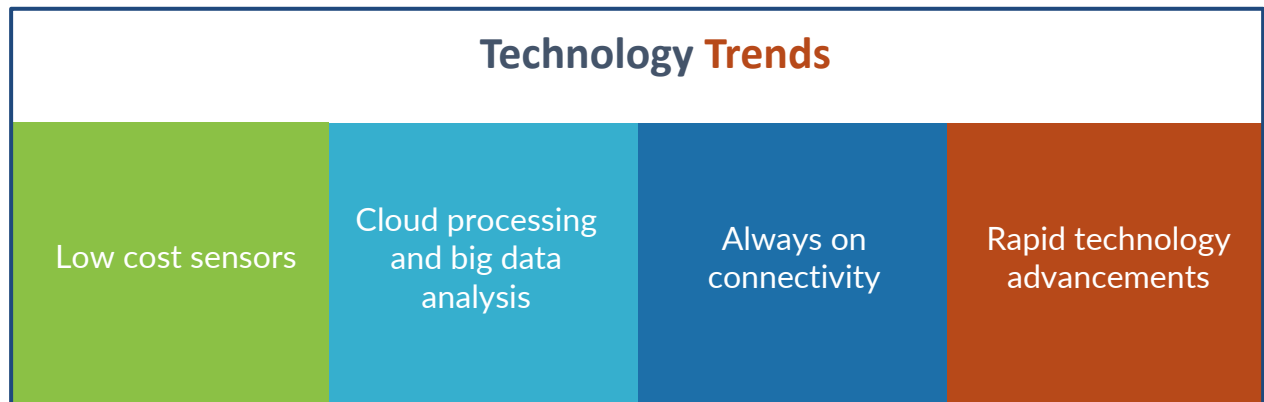 Technology Trends
Low cost sensors
Cloud processing
and big data
analysis
Always on
connectivity
Rapid technology
advancements